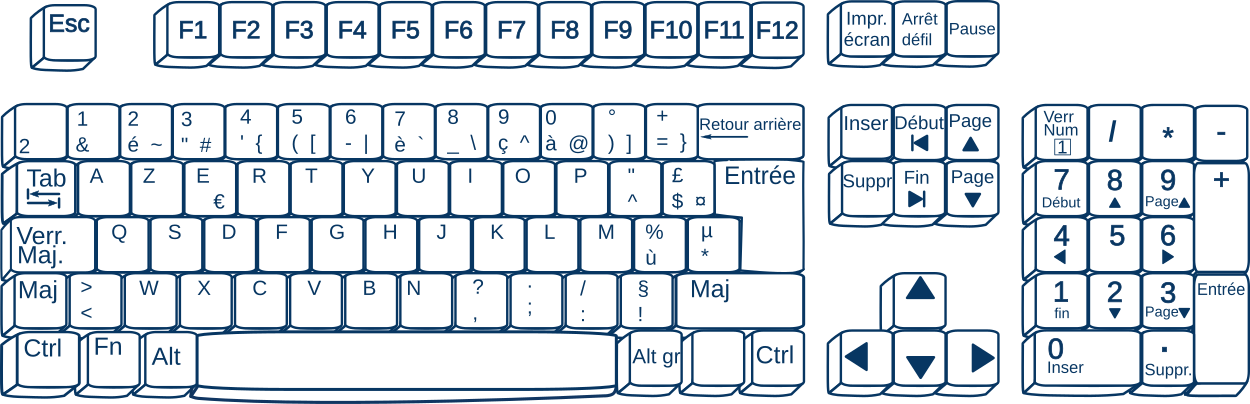 Esc F1 F2 F3 F4 F5 F6 F7 F8 F9 F10 F11 F12 Impr. Arrêt Pause
écran défil
1 2 3 4 5 6 7 8 9 0 ° + Retour arrière Inser Début Page Verr / * -
2 & é ~ " # ' { ( [ - | è ` _ \ ç ^ à @ ) ] = } Num
1
Tab A Z E R T Y U I O P " £ Entrée Suppr Fin Page 7 8 9 +
€ ^ $ ¤ Début Page
Verr. Q S D F G H J K L M % µ 4 5 6
Maj. ù *
Maj > W X C V B N ? . / § Maj 1 2 3 Entrée
< , ; : ! fin Page
Ctrl Fn Alt Alt gr Ctrl 0 .
Inser Suppr.